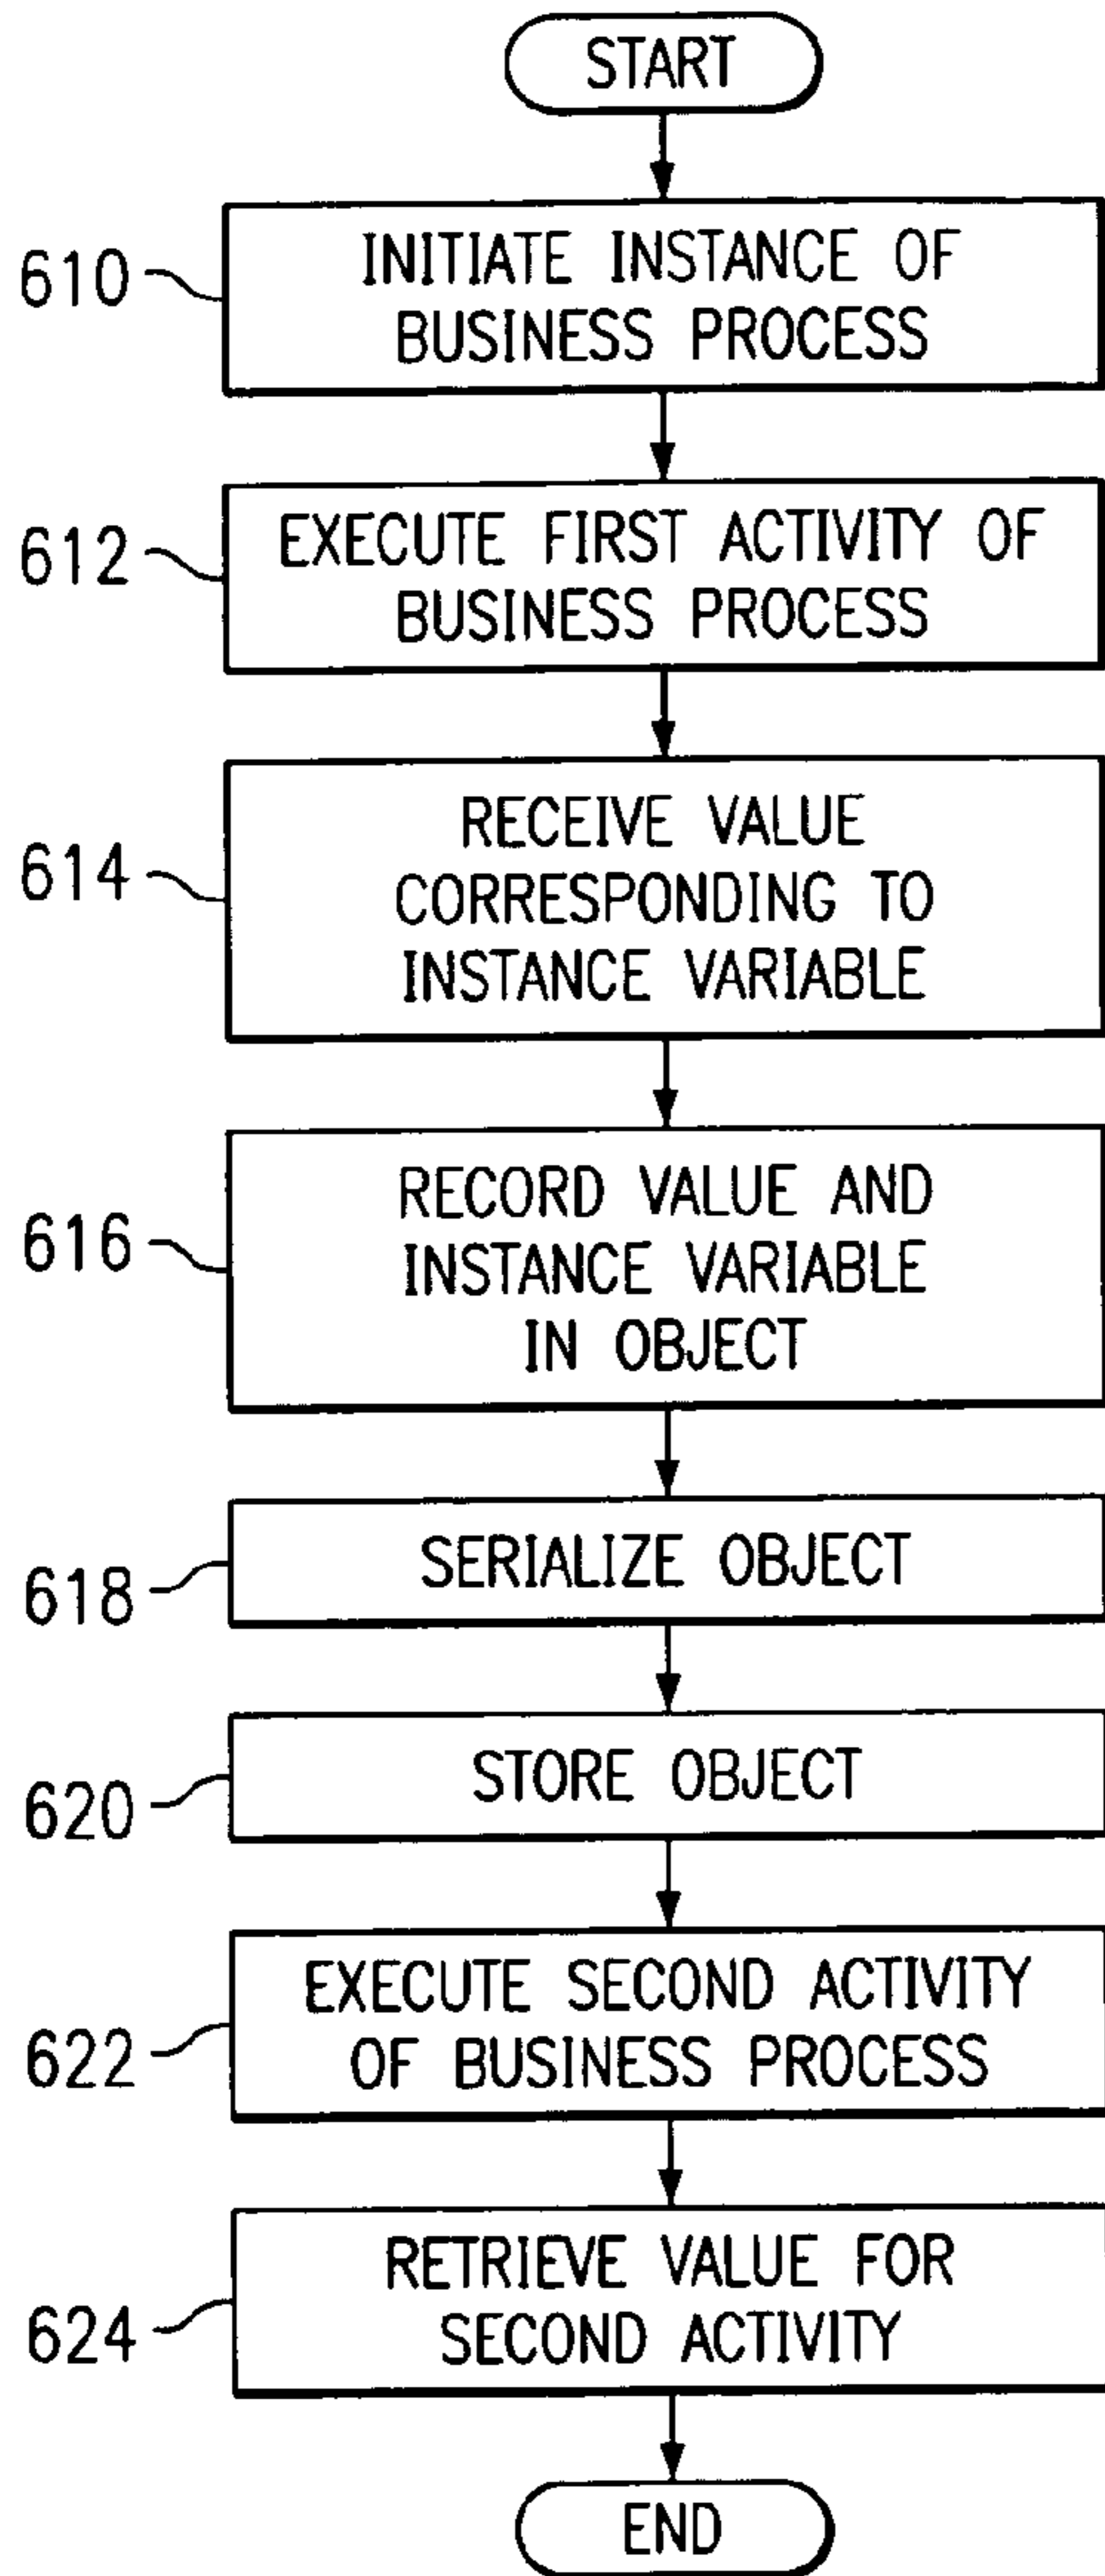 START
610
INITIATE INSTANCE OF
BUSINESS PROCESS
612
EXECUTE FIRST ACTIVITY OF
BUSINESS PROCESS
614
RECEIVE VALUE
CORRESPONDING TO
INSTANCE VARIABLE
616
RECORD VALUE AND
INSTANCE VARIABLE
IN OBJECT
618
SERIALIZE OBJECT
620
STORE OBJECT
622
EXECUTE SECOND ACTIVITY
OF BUSINESS PROCESS
624
RETRIEVE VALUE FOR
SECOND ACTIVITY
END